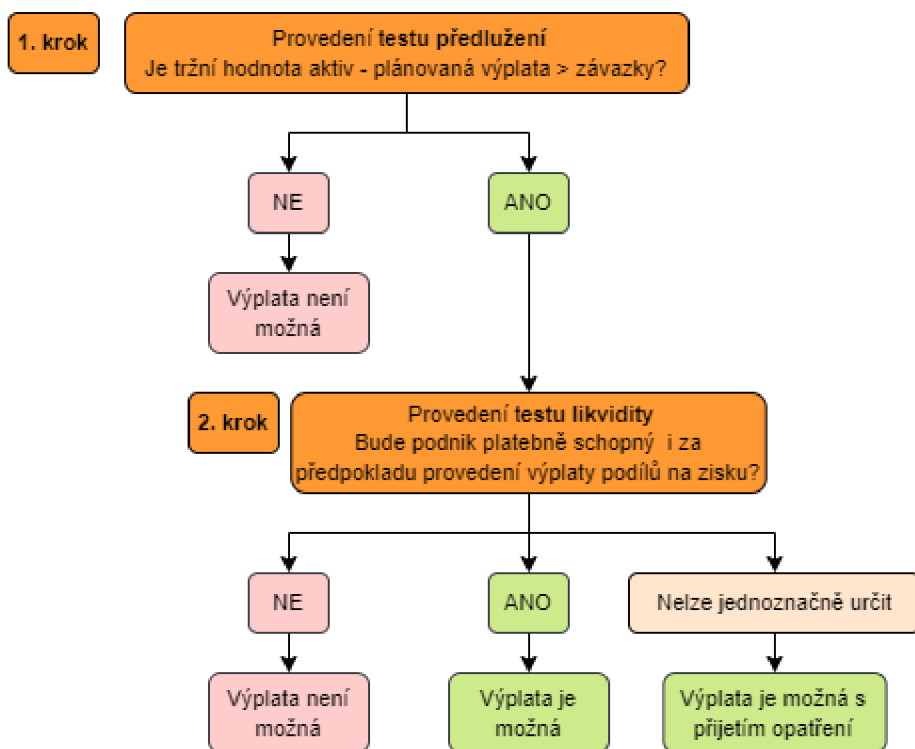 1. krok
Provedení testu předlužení
Je tržní hodnota aktiv - plánovaná výplata > závazky?
NE
ANO
Výplata není
možná
2. krok
Provedení testu likvidity
Bude podnik platebně schopný i za
předpokladu provedení výplaty podílů na zisku?
NE
ANO
Nelze jednoznačně určit
Výplata není
možná
Výplata je
možná
Výplata je možná s
přijetím opatření